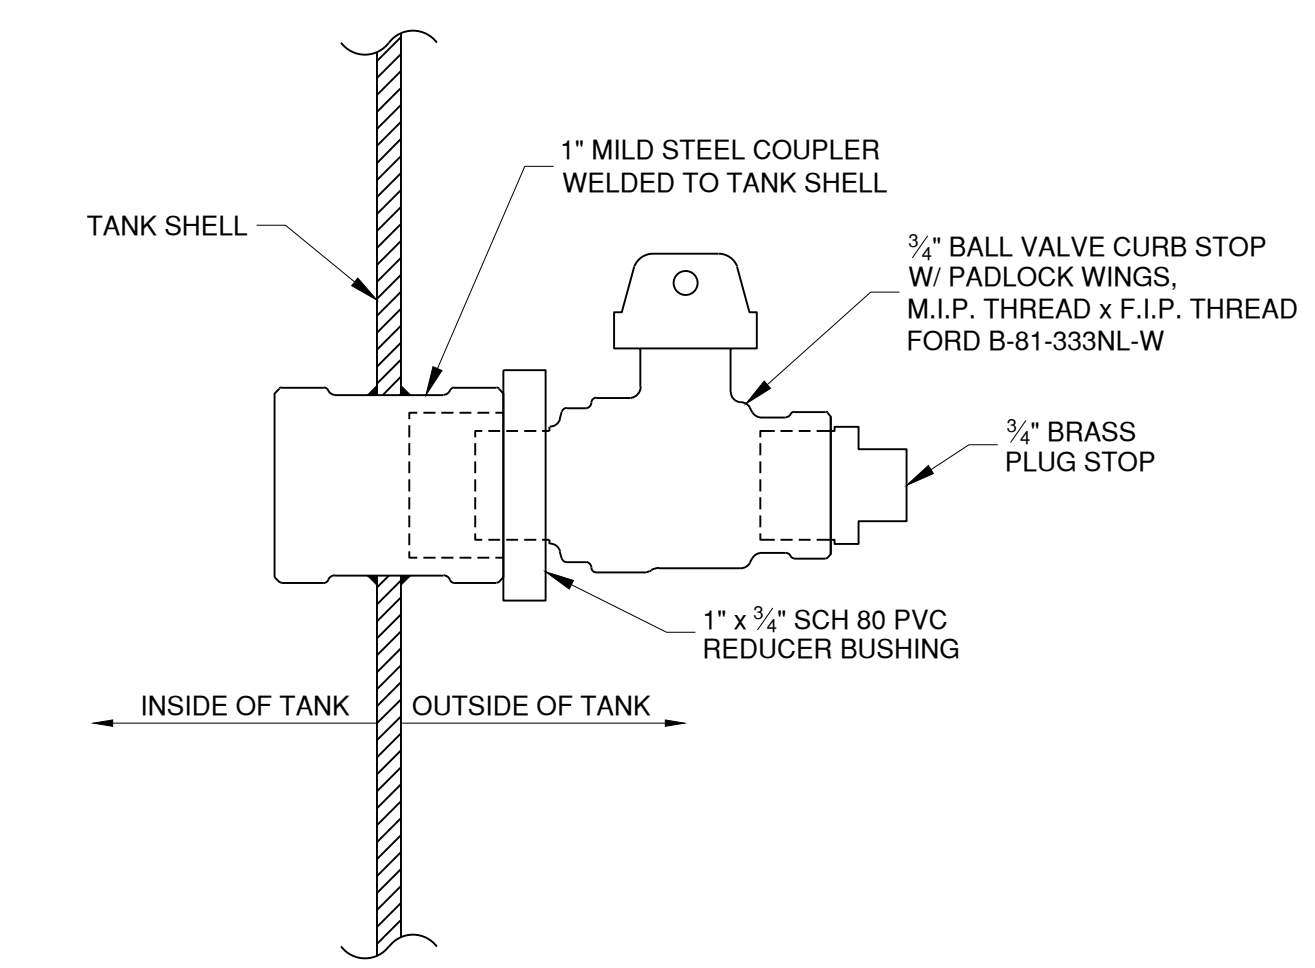 1" MILD STEEL COUPLER
WELDED TO TANK SHELL
TANK SHELL
¾" BALL VALVE CURB STOP
W/ PADLOCK WINGS,
M.I.P. THREAD x F.I.P. THREAD
FORD B-81-333NL-W
¾" BRASS
PLUG STOP
1" x ¾" SCH 80 PVC
REDUCER BUSHING
INSIDE OF TANK
OUTSIDE OF TANK